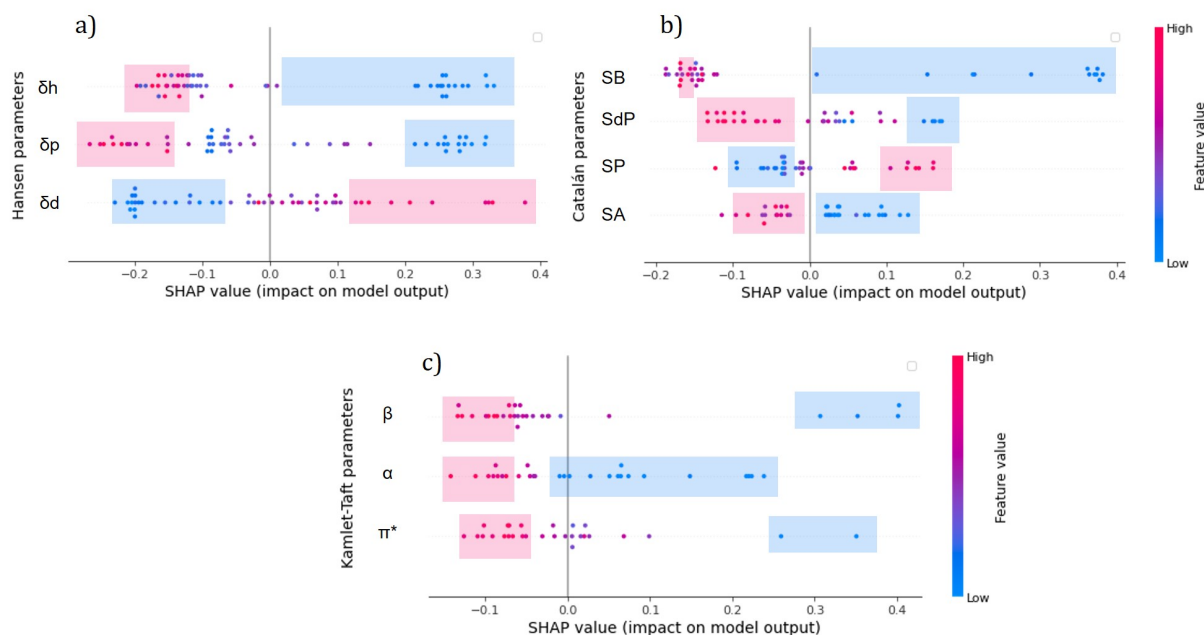 a)
Hansen parameters
δh
δp
δd
−0.2 −0.1 0.0 0.1 0.2 0.3 0.4
SHAP value (impact on model output)
b)
Catalán parameters
SB
SdP
SP
SA
−0.2 −0.1 0.0 0.1 0.2 0.3 0.4
SHAP value (impact on model output)
High
Feature value
Low
c)
Kamlet-Taft parameters
β
α
π*
−0.1 0.0 0.1 0.2 0.3 0.4
SHAP value (impact on model output)
High
Feature value
Low